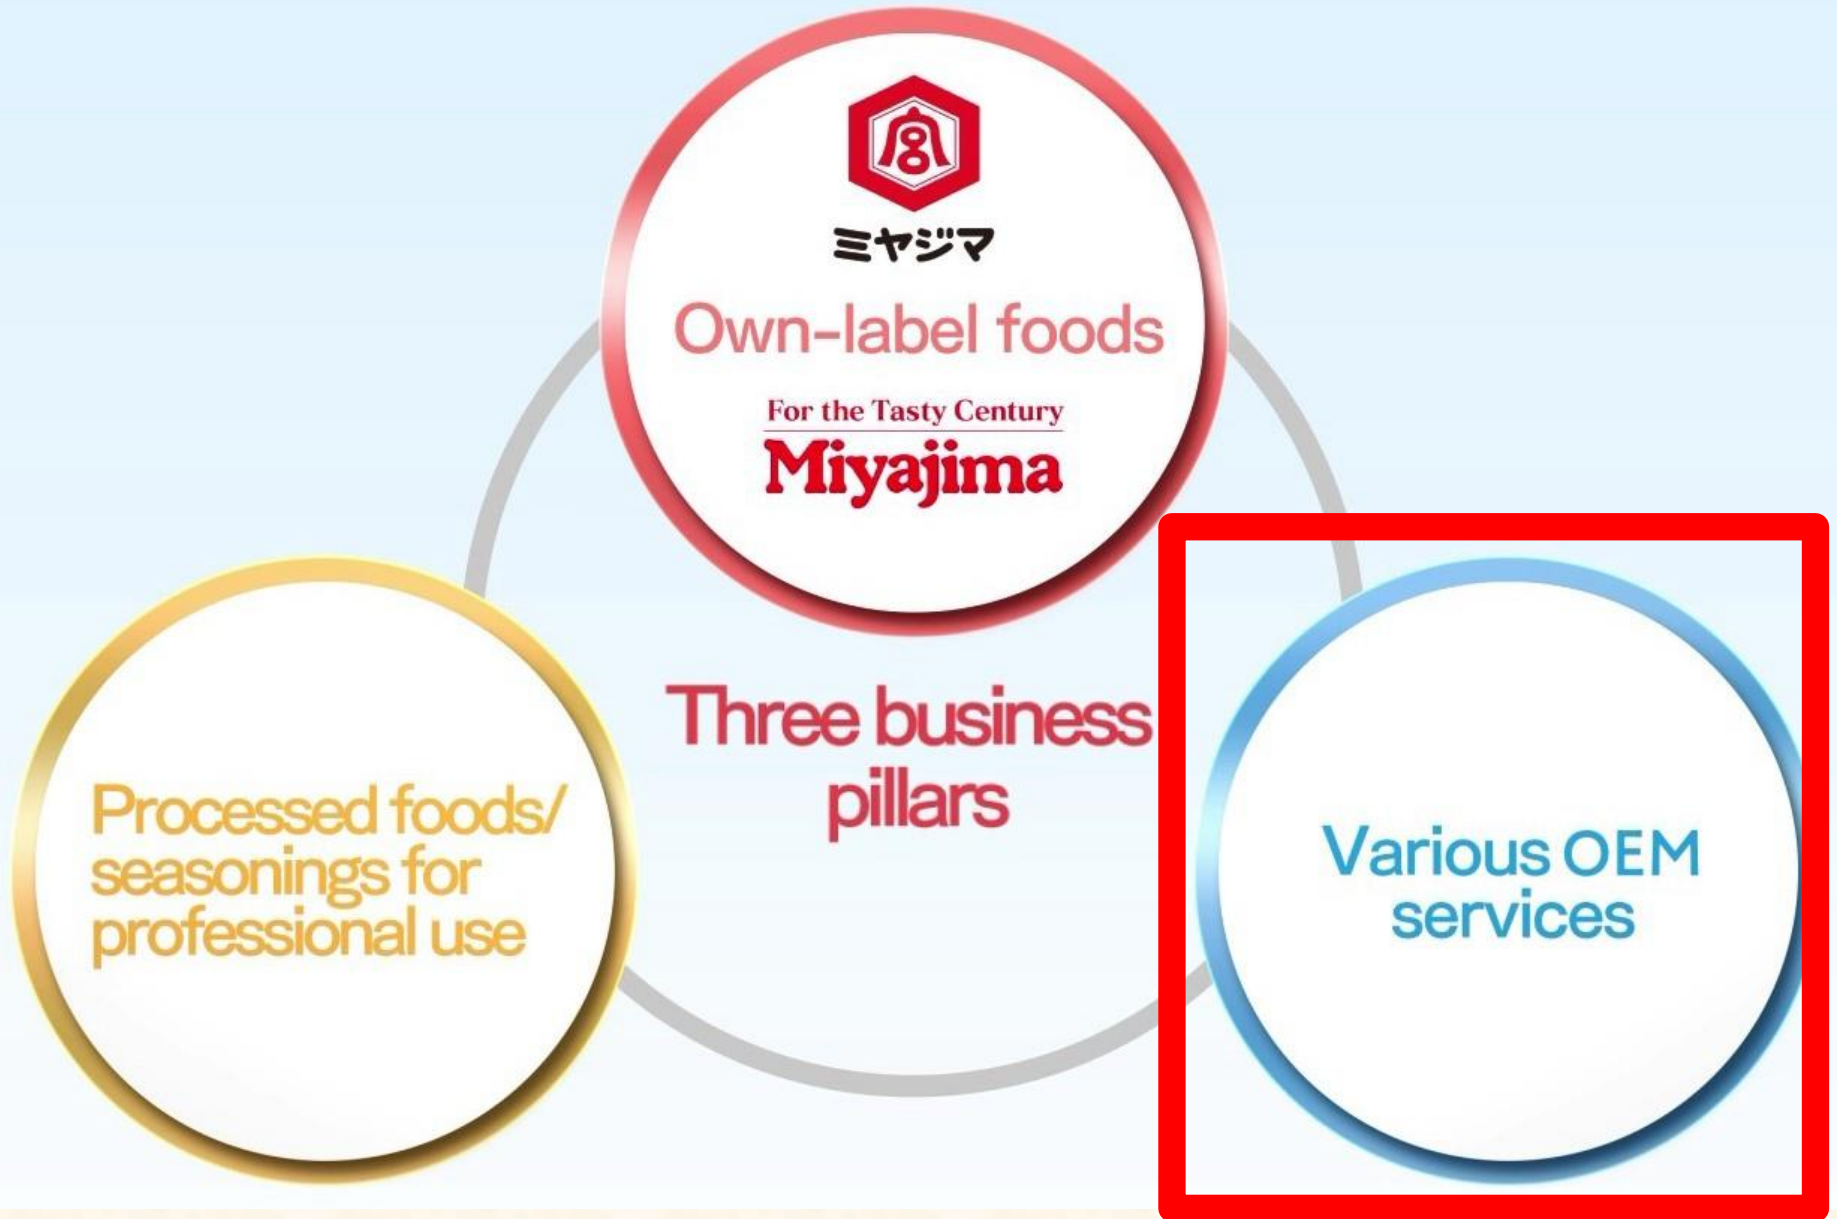 宮
ミヤジマ
Own-label foods
For the Tasty Century
Miyajima
Three business
pillars
Processed foods/
seasonings for
professional use
Various OEM
services